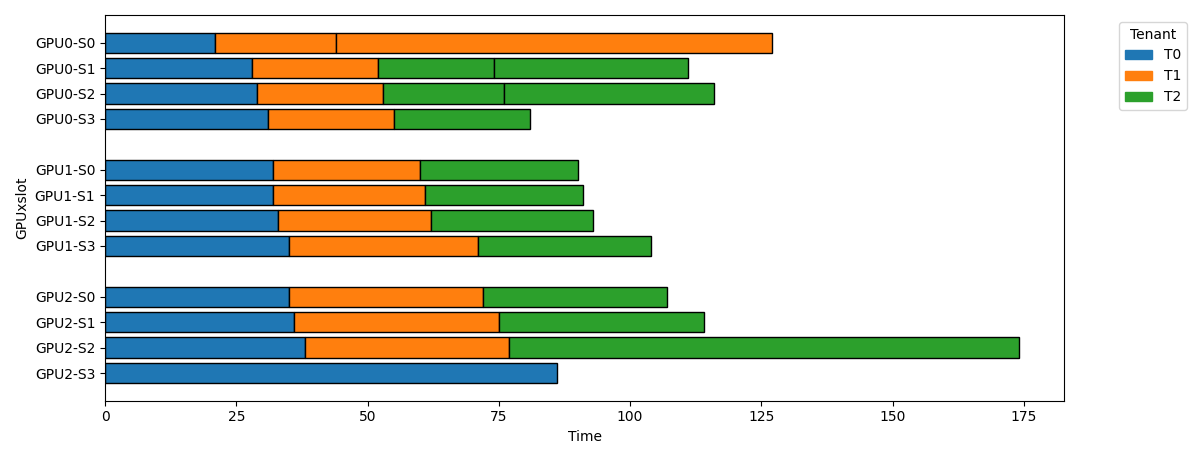 GPU0-S0
GPU0-S1
GPU0-S2
GPU0-S3
GPU1-S0
GPU1-S1
GPU1-S2
GPU1-S3
GPU2-S0
GPU2-S1
GPU2-S2
GPU2-S3
GPUxslot
0 25 50 75 100 125 150 175
Time
Tenant
T0
T1
T2